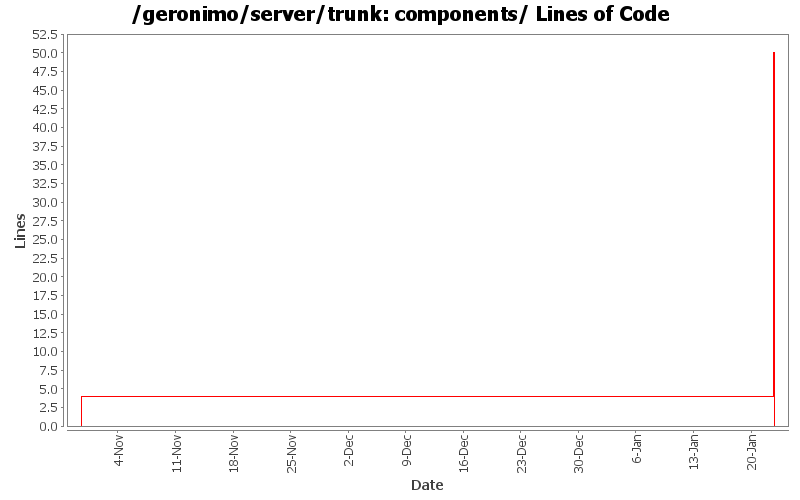 /geronimo/server/trunk: components/ Lines of Code
52.5
50.0
47.5
45.0
42.5
40.0
37.5
35.0
32.5
30.0
27.5
25.0
22.5
20.0
17.5
15.0
12.5
10.0
7.5
5.0
2.5
0.0
Lines
4-Nov
11-Nov
18-Nov
25-Nov
2-Dec
9-Dec
16-Dec
23-Dec
30-Dec
6-Jan
13-Jan
20-Jan
Date